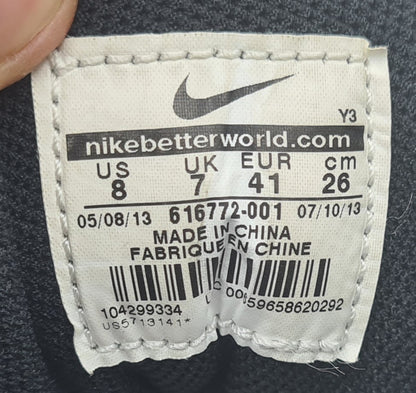 Y3
nikebetterworld.com
US UK EUR cm
8 7 41 26
05/08/13 616772-001 07/10/13
MADE IN CHINA
FABRIQUE EN CHINE
104299334
US5713141*